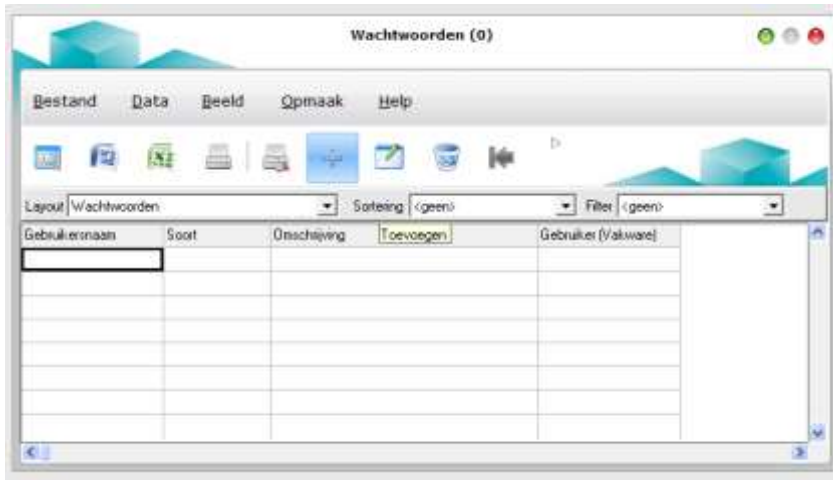 Wachtwoorden (0)
Bestand Data Beeld Opmaak Help
Layout Wachtwoorden Sortering <geen> Filter <geen>
Gebruikersnaam Soort Omschrijving Toevoegen Gebruiker (Vakware)